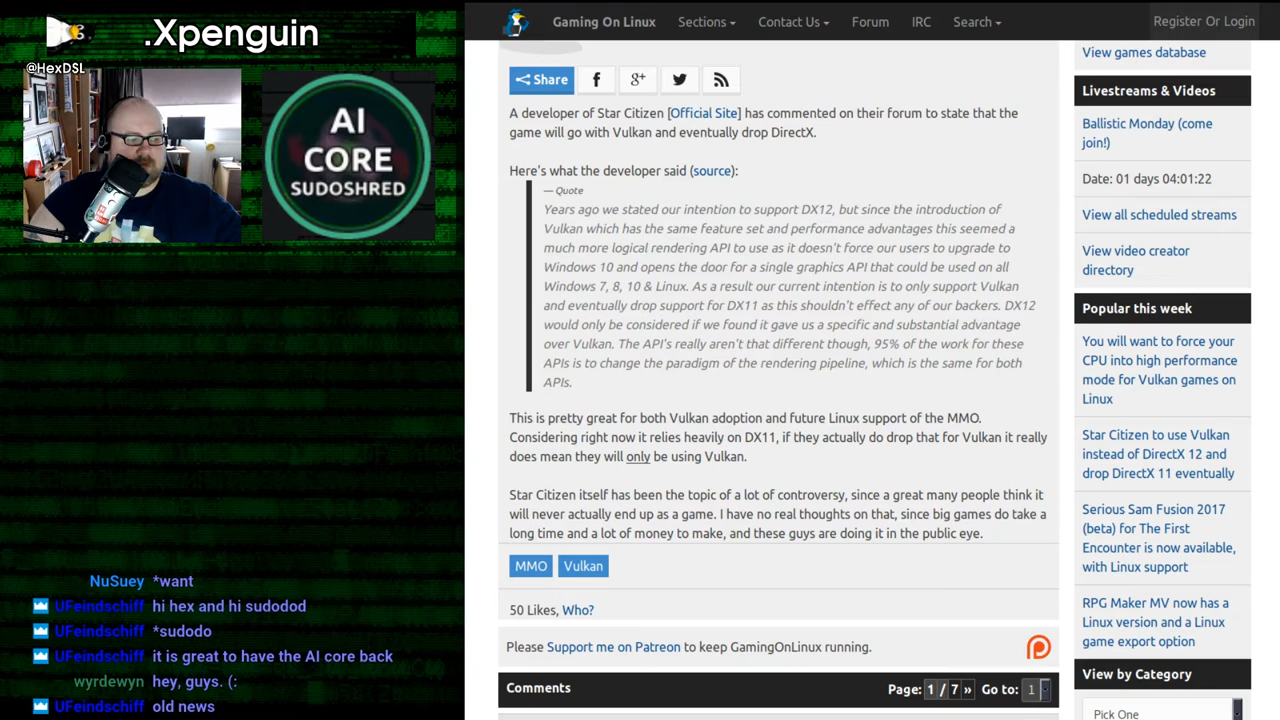 .Xpenguin
@HexDSL
AI
CORE
SUDOSHRED
NuSuey *want
UFeindschiff hi hex and hi sudodod
UFeindschiff *sudodo
UFeindschiff it is great to have the AI core back
wyrdewyn hey, guys. (:
UFeindschiff old news
Gaming On Linux Sections Contact Us Forum IRC Search Register Or Login
Share
A developer of Star Citizen [Official Site] has commented on their forum to state that the
game will go with Vulkan and eventually drop DirectX.
Here's what the developer said (source):
— Quote
Years ago we stated our intention to support DX12, but since the introduction of
Vulkan which has the same feature set and performance advantages this seemed a
much more logical rendering API to use as it doesn't force our users to upgrade to
Windows 10 and opens the door for a single graphics API that could be used on all
Windows 7, 8, 10 & Linux. As a result our current intention is to only support Vulkan
and eventually drop support for DX11 as this shouldn't effect any of our backers. DX12
would only be considered if we found it gave us a specific and substantial advantage
over Vulkan. The API's really aren't that different though, 95% of the work for these
APIs is to change the paradigm of the rendering pipeline, which is the same for both
APIs.
This is pretty great for both Vulkan adoption and future Linux support of the MMO.
Considering right now it relies heavily on DX11, if they actually do drop that for Vulkan it really
does mean they will only be using Vulkan.
Star Citizen itself has been the topic of a lot of controversy, since a great many people think it
will never actually end up as a game. I have no real thoughts on that, since big games do take a
long time and a lot of money to make, and these guys are doing it in the public eye.
MMO Vulkan
50 Likes, Who?
Please Support me on Patreon to keep GamingOnLinux running.
Comments Page: 1 / 7 » Go to: 1
View games database
Livestreams & Videos
Ballistic Monday (come
join!)
Date: 01 days 04:01:22
View all scheduled streams
View video creator
directory
Popular this week
You will want to force your
CPU into high performance
mode for Vulkan games on
Linux
Star Citizen to use Vulkan
instead of DirectX 12 and
drop DirectX 11 eventually
Serious Sam Fusion 2017
(beta) for The First
Encounter is now available,
with Linux support
RPG Maker MV now has a
Linux version and a Linux
game export option
View by Category
Pick One